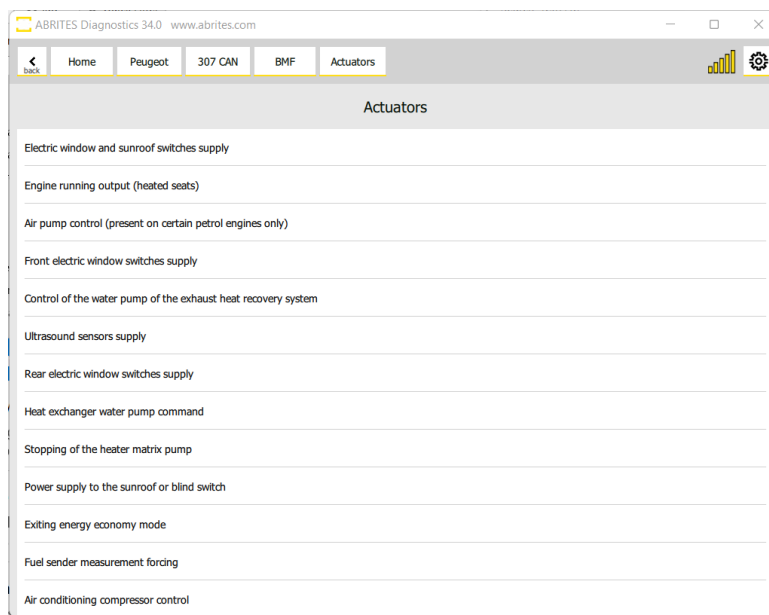 ABRITES Diagnostics 34.0 www.abrites.com
back Home Peugeot 307 CAN BMF Actuators
Actuators
Electric window and sunroof switches supply
Engine running output (heated seats)
Air pump control (present on certain petrol engines only)
Front electric window switches supply
Control of the water pump of the exhaust heat recovery system
Ultrasound sensors supply
Rear electric window switches supply
Heat exchanger water pump command
Stopping of the heater matrix pump
Power supply to the sunroof or blind switch
Exiting energy economy mode
Fuel sender measurement forcing
Air conditioning compressor control